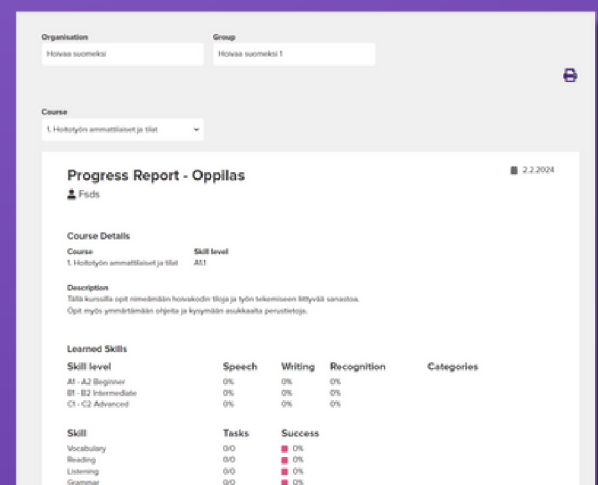 Organisation Group
Hoivaa suomeksi Hoivaa suomeksi 1
Course
1. Hoitotyön ammattilaiset ja tilat
Progress Report - Oppilas 2.2.2024
Fsds
Course Details
Course Skill level
1. Hoitotyön ammattilaiset ja tilat A1.1
Description
Tällä kurssilla opit nimeämään hoivakodin tiloja ja työn tekemiseen liittyvää sanastoa.
Opit myös ymmärtämään ohjeita ja kysymään asukkaalta perustietoja.
Learned Skills
Skill level Speech Writing Recognition Categories
A1 - A2 Beginner 0% 0% 0%
B1 - B2 Intermediate 0% 0% 0%
C1 - C2 Advanced 0% 0% 0%
Skill Tasks Success
Vocabulary 0/0 0%
Reading 0/0 0%
Listening 0/0 0%
Grammar 0/0 0%